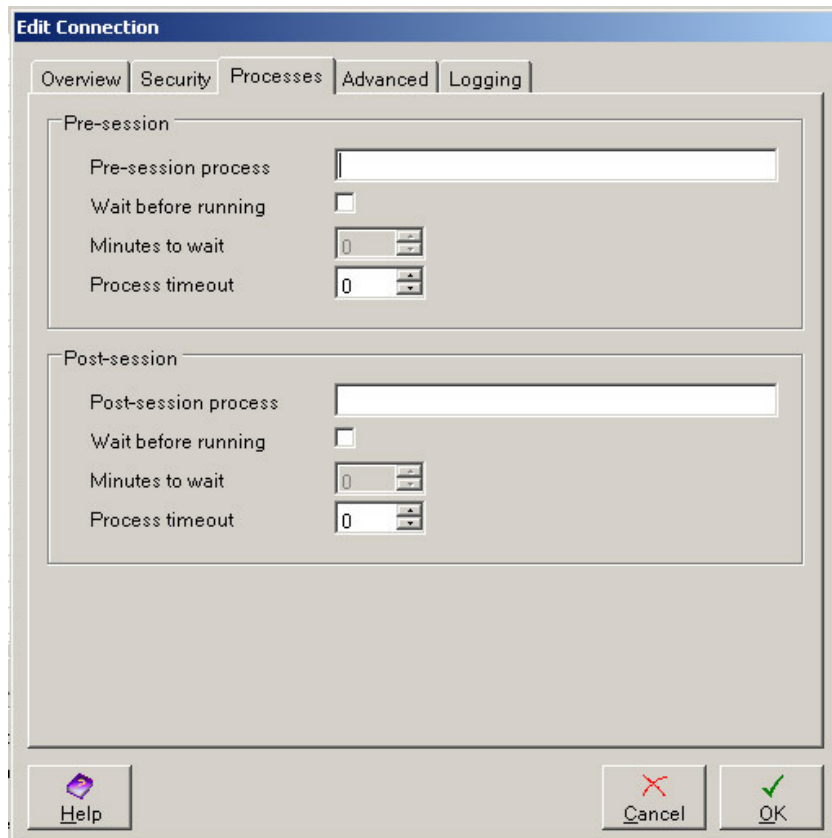 Edit Connection
Overview Security Processes Advanced Logging
Pre-session
Pre-session process
Wait before running
Minutes to wait 0
Process timeout 0
Post-session
Post-session process
Wait before running
Minutes to wait 0
Process timeout 0
Help Cancel OK